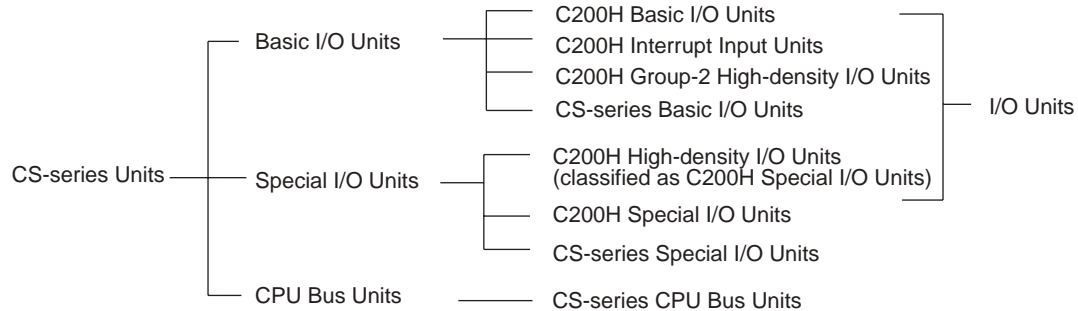 CS-series Units
Basic I/O Units
C200H Basic I/O Units
C200H Interrupt Input Units
C200H Group-2 High-density I/O Units
CS-series Basic I/O Units
I/O Units
Special I/O Units
C200H High-density I/O Units
(classified as C200H Special I/O Units)
C200H Special I/O Units
CS-series Special I/O Units
CPU Bus Units
CS-series CPU Bus Units